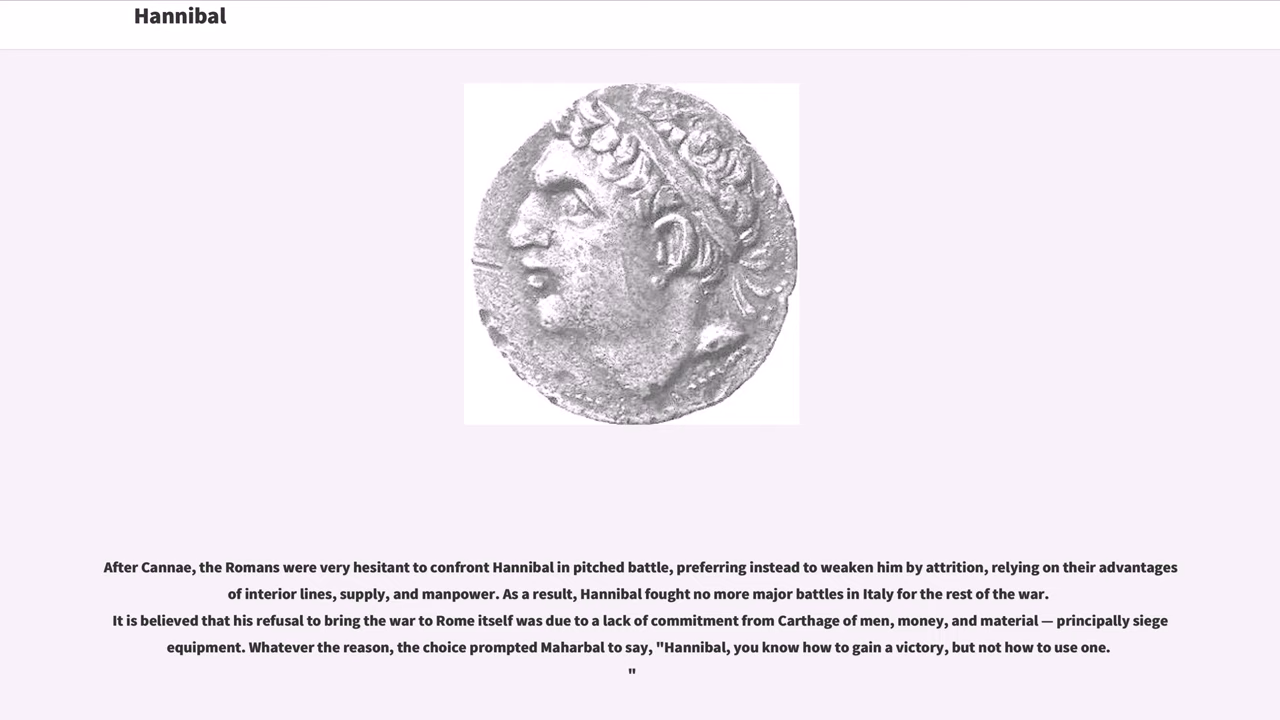 Hannibal
After Cannae, the Romans were very hesitant to confront Hannibal in pitched battle, preferring instead to weaken him by attrition, relying on their advantages
of interior lines, supply, and manpower. As a result, Hannibal fought no more major battles in Italy for the rest of the war.
It is believed that his refusal to bring the war to Rome itself was due to a lack of commitment from Carthage of men, money, and material — principally siege
equipment. Whatever the reason, the choice prompted Maharbal to say, "Hannibal, you know how to gain a victory, but not how to use one.
"